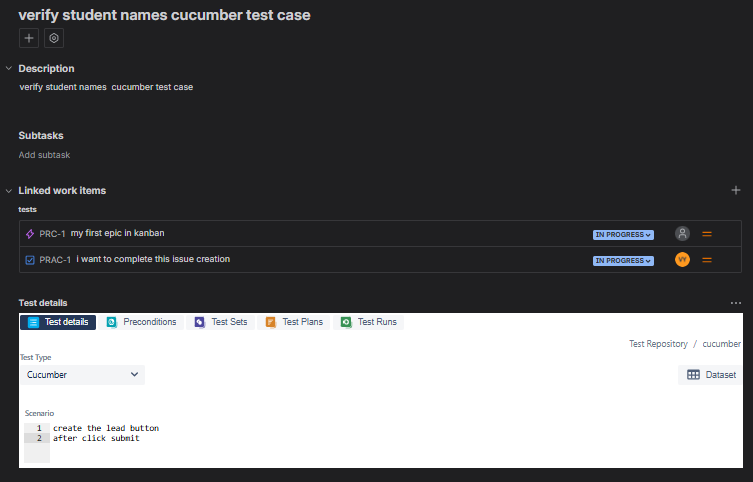 verify student names cucumber test case
Description
verify student names cucumber test case
Subtasks
Add subtask
Linked work items
tests
PRC-1 my first epic in kanban IN PROGRESS
PRAC-1 i want to complete this issue creation IN PROGRESS VY
Test details
Test details Preconditions Test Sets Test Plans Test Runs
Test Repository / cucumber
Test Type
Cucumber Dataset
Scenario
1 create the lead button
2 after click submit